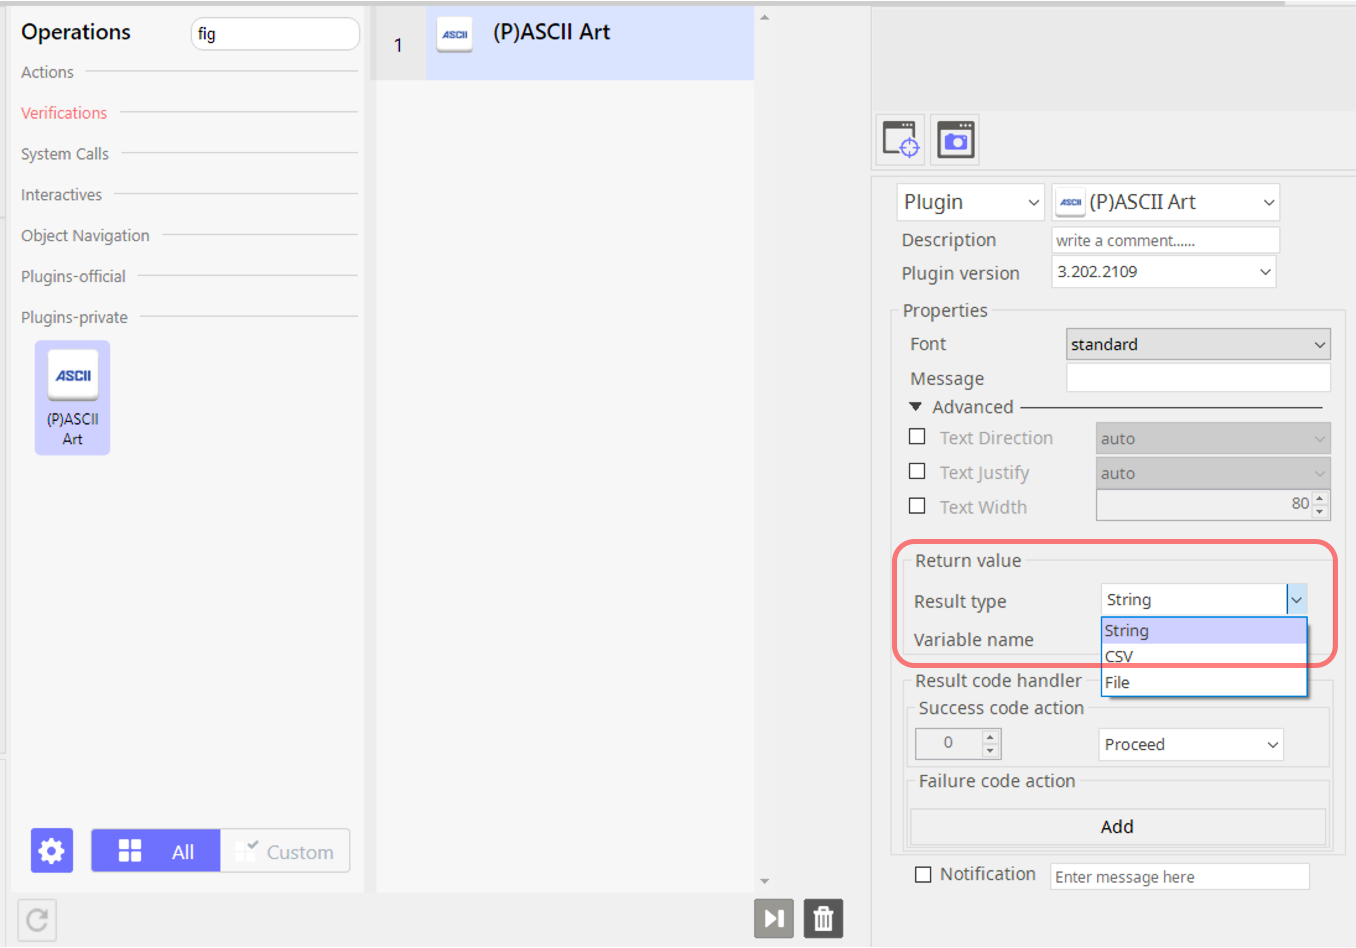 Operations
fig
Actions
Verifications
System Calls
Interactives
Object Navigation
Plugins-official
Plugins-private
ASCII
(P)ASCII
Art
All
Custom
1
ASCII
(P)ASCII Art
Plugin
ASCII
(P)ASCII Art
Description
write a comment......
Plugin version
3.202.2109
Properties
Font
standard
Message
Advanced
Text Direction
auto
Text Justify
auto
Text Width
80
Return value
Result type
String
Variable name
String
CSV
File
Result code handler
Success code action
0
Proceed
Failure code action
Add
Notification
Enter message here